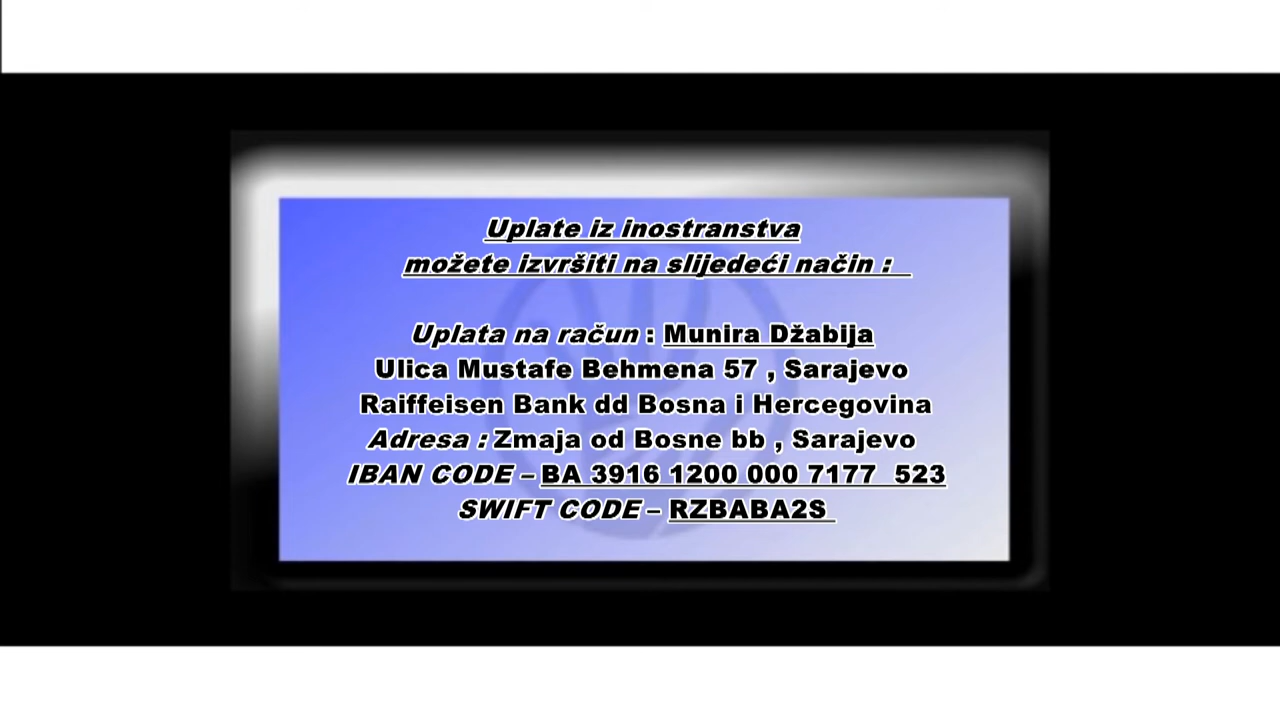 Uplate iz inostranstva
možete izvršiti na slijedeći način :
Uplata na račun : Munira Džabija
Ulica Mustafe Behmena 57 , Sarajevo
Raiffeisen Bank dd Bosna i Hercegovina
Adresa : Zmaja od Bosne bb , Sarajevo
IBAN CODE – BA 3916 1200 000 7177  523
SWIFT CODE – RZBABA2S